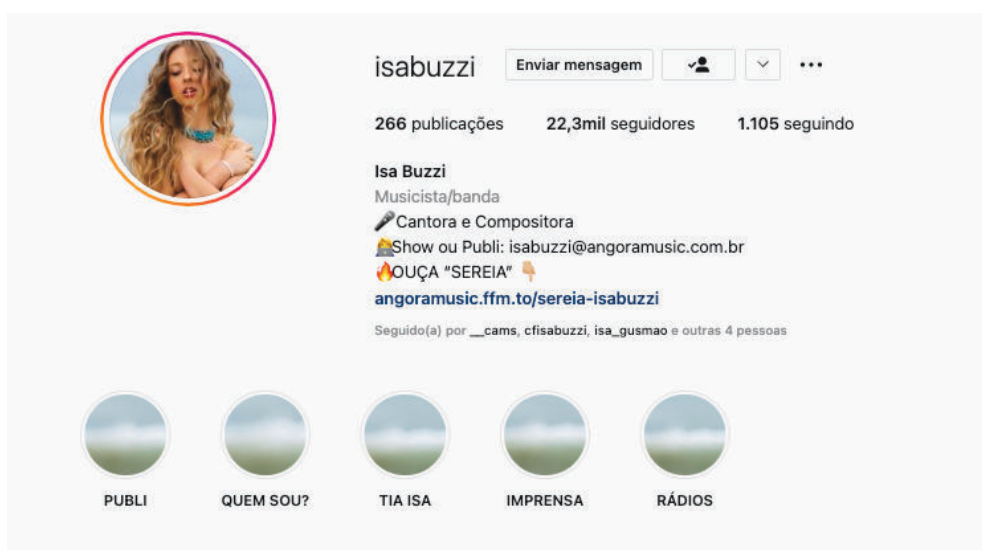 isabuzzi Enviar mensagem
266 publicações 22,3mil seguidores 1.105 seguindo
Isa Buzzi
Musicista/banda
🎤Cantora e Compositora
Show ou Publi: isabuzzi@angoramusic.com.br
🔥OUÇA "SEREIA" 👇🏼
angoramusic.ffm.to/sereia-isabuzzi
Seguido(a) por __cams, cfisabuzzi, isa_gusmao e outras 4 pessoas
PUBLI QUEM SOU? TIA ISA IMPRENSA RÁDIOS